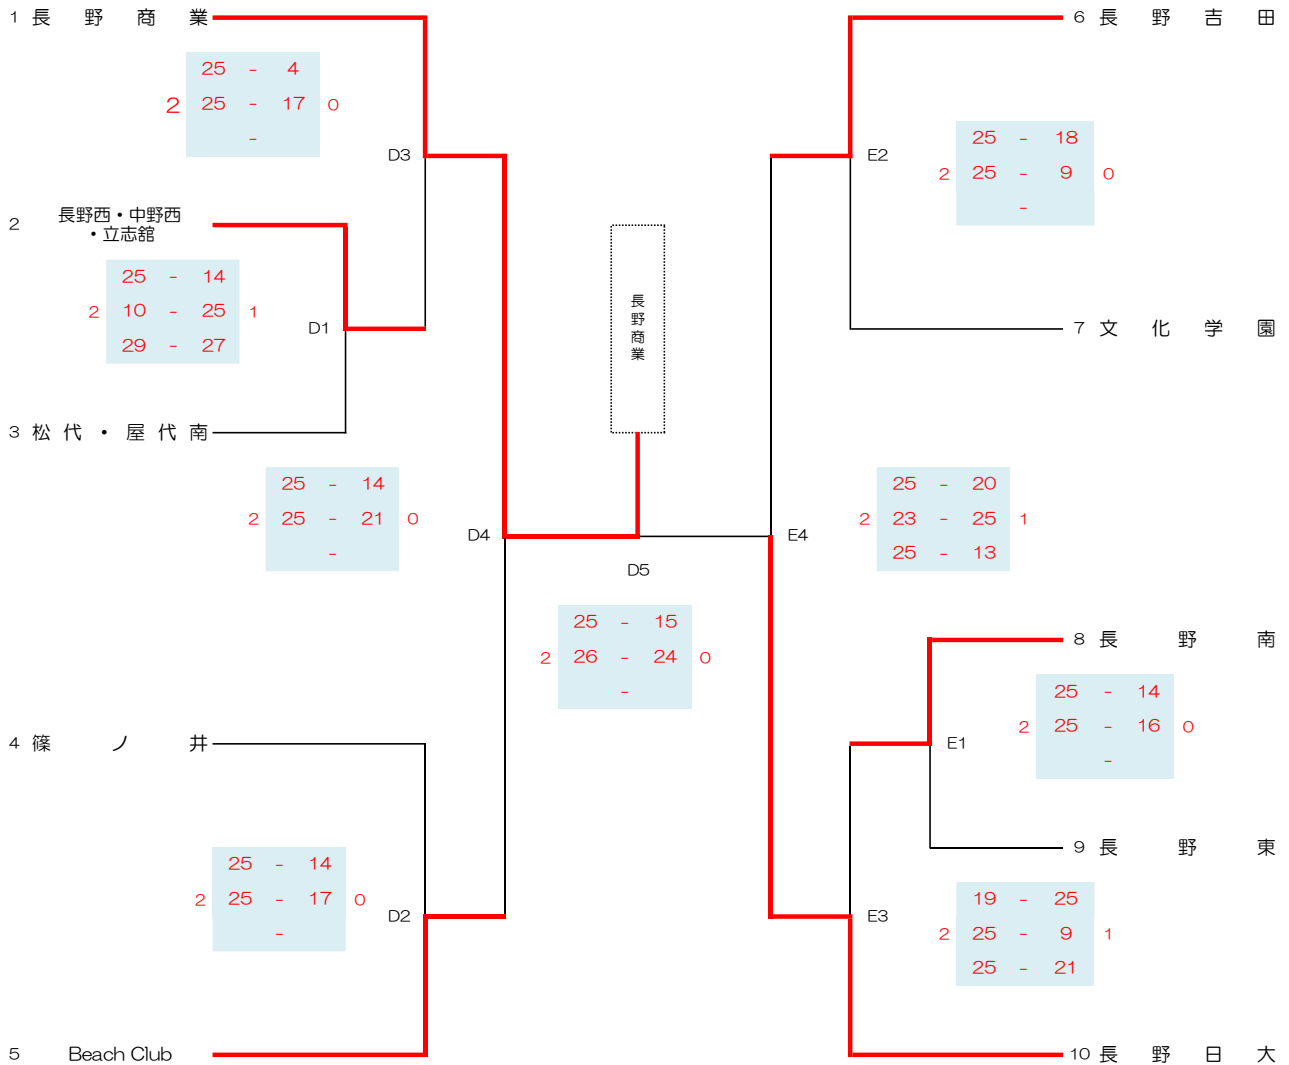 1 長野商業
25 - 4
2 25 - 17 0
-
D3
2 長野西・中野西
・立志舘
25 - 14
2 10 - 25 1
29 - 27
D1
3 松代・屋代南
25 - 14
2 25 - 21 0
-
D4
4 篠ノ井
25 - 14
2 25 - 17 0
-
D2
5 Beach Club
長野商業
D5
25 - 15
2 26 - 24 0
-
6 長野吉田
E2
25 - 18
2 25 - 9 0
-
7 文化学園
E4
25 - 20
2 23 - 25 1
25 - 13
8 長野南
25 - 14
2 25 - 16 0
-
E1
9 長野東
E3
19 - 25
2 25 - 9 1
25 - 21
10 長野日大